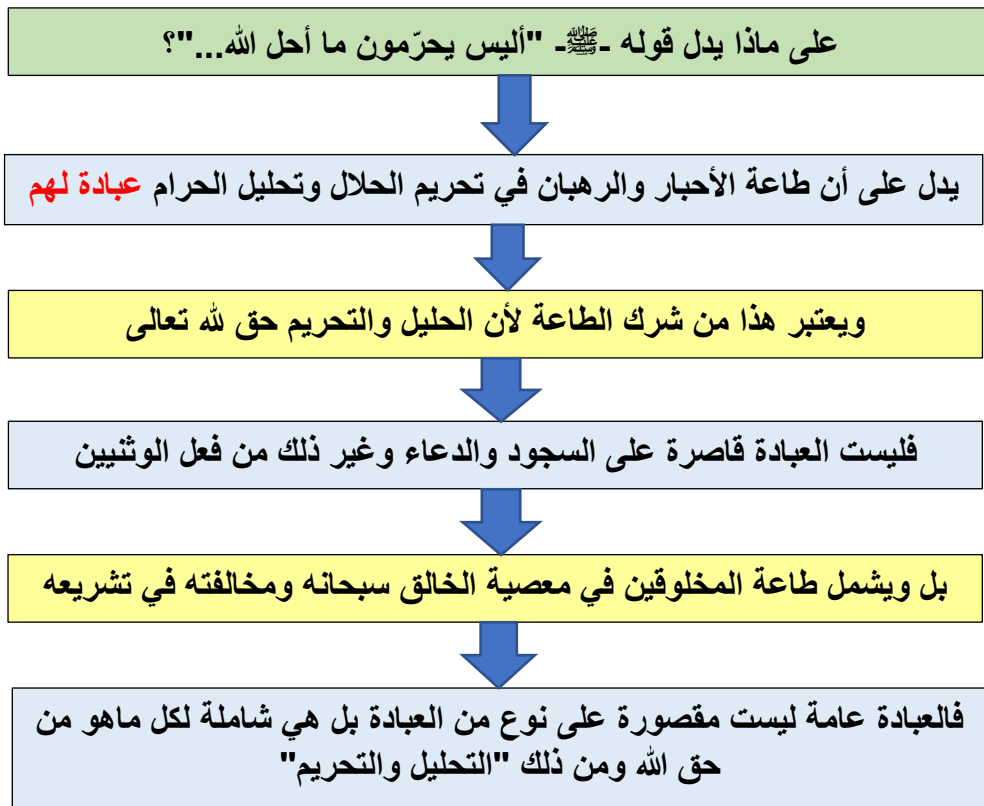 على ماذا يدل قوله -ﷺ- "أليس يحرّمون ما أحل الله..."؟
يدل على أن طاعة الأحبار والرهبان في تحريم الحلال وتحليل الحرام عبادة لهم
ويعتبر هذا من شرك الطاعة لأن الحليل والتحريم حق لله تعالى
فليست العبادة قاصرة على السجود والدعاء وغير ذلك من فعل الوثنيين
بل ويشمل طاعة المخلوقين في معصية الخالق سبحانه ومخالفته في تشريعه
فالعبادة عامة ليست مقصورة على نوع من العبادة بل هي شاملة لكل ماهو من
حق الله ومن ذلك "التحليل والتحريم"